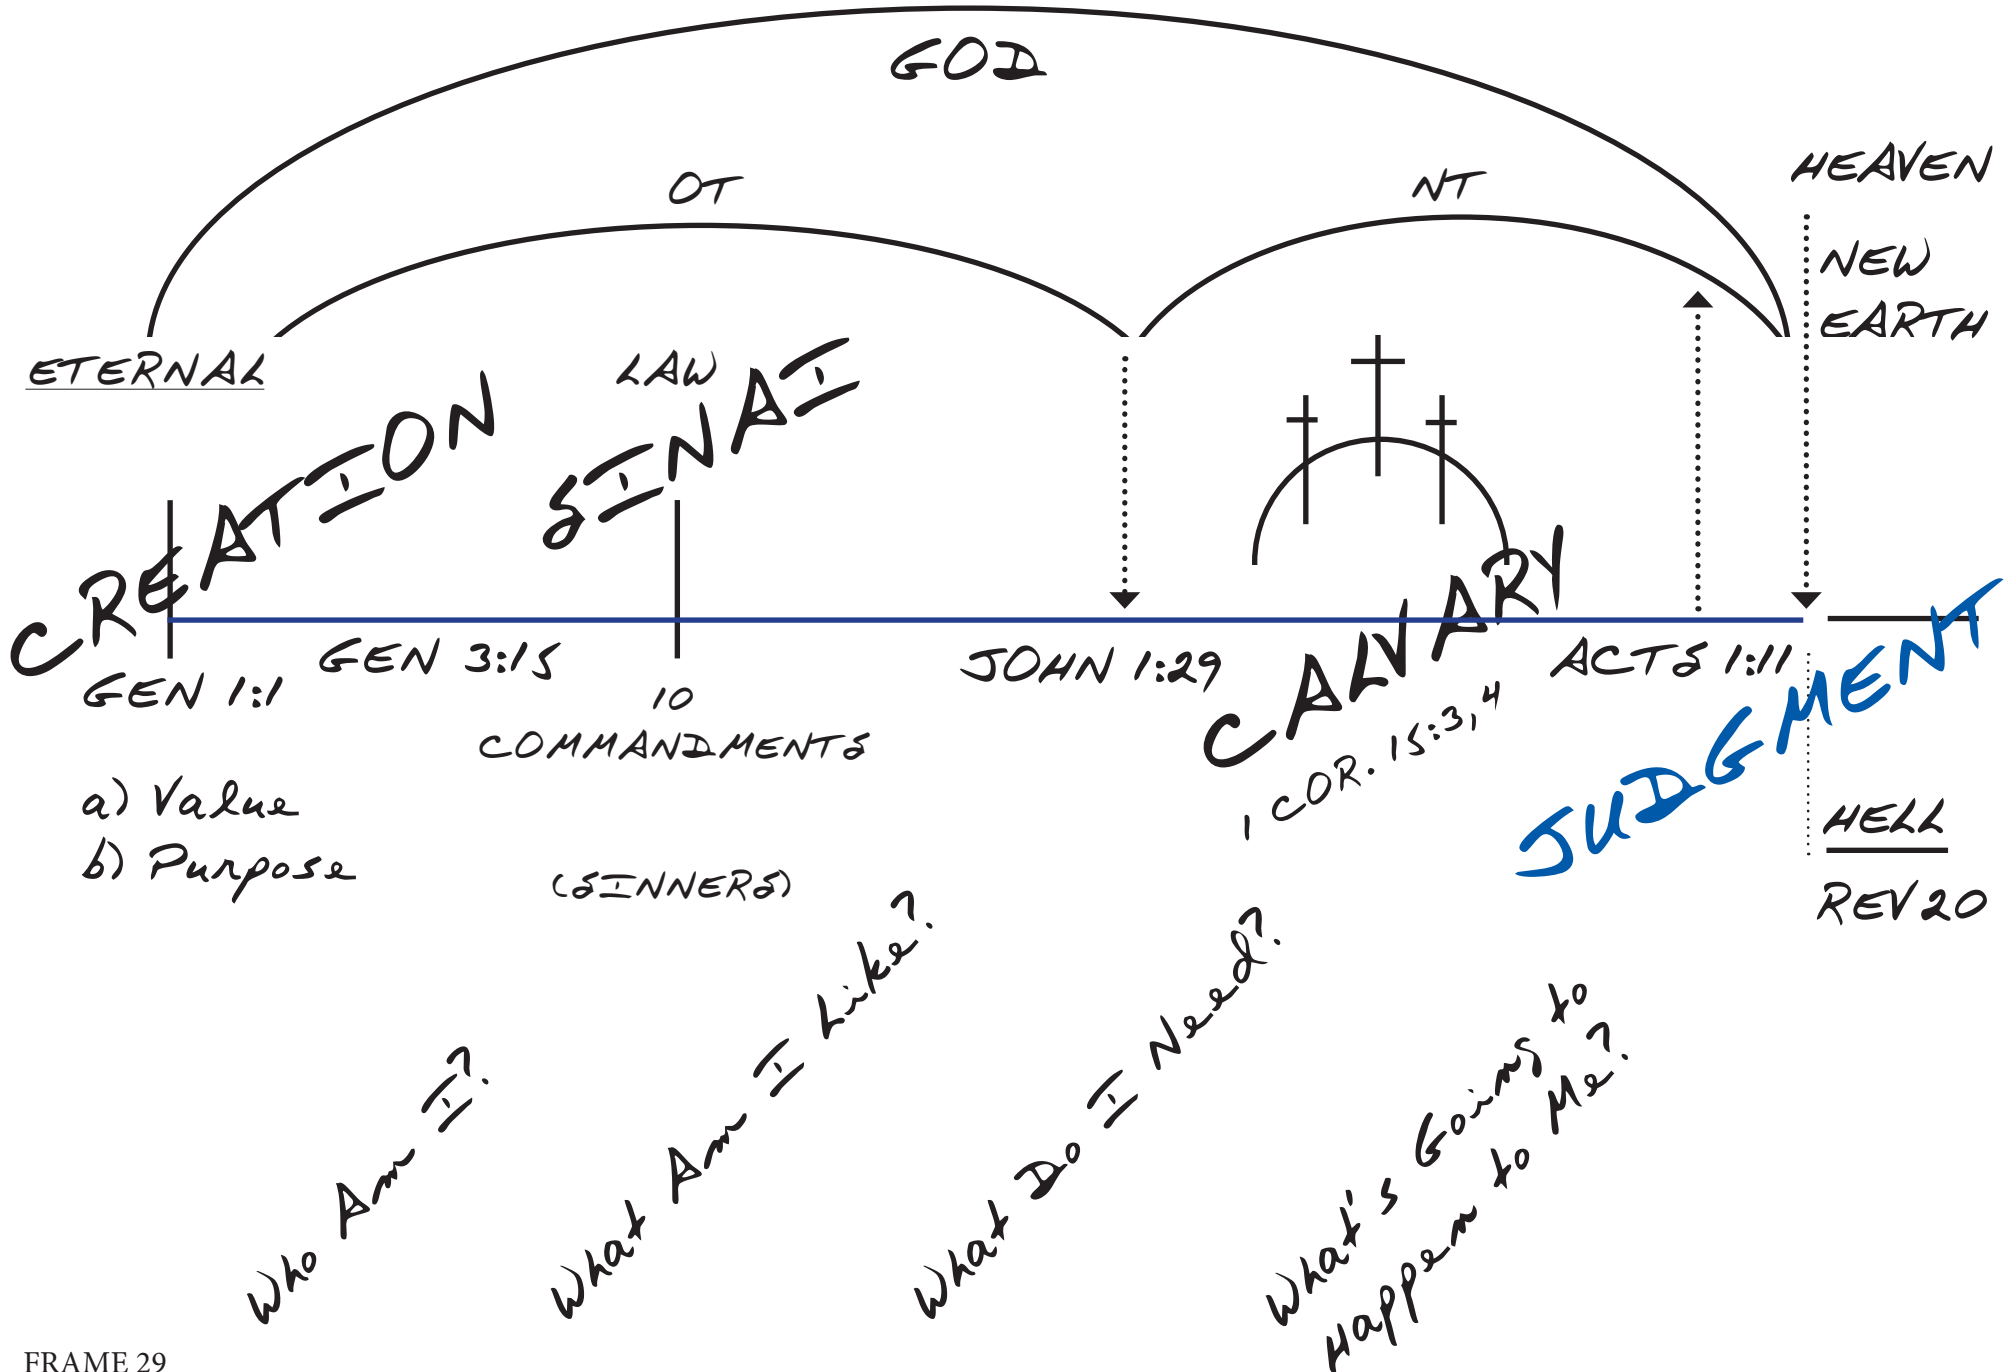 GOD
OT
NT
HEAVEN
NEW
EARTH
ETERNAL
LAW
CREATION
SINAI
CALVARY
JUDGMENT
GEN 1:1
GEN 3:15
10
COMMANDMENTS
JOHN 1:29
1 COR. 15:3,4
ACTS 1:11
a) Value
b) Purpose
(SINNERS)
HELL
REV 20
Who Am I?
What Am I Like?
What Do I Need?
What's Going to
Happen to Me?
FRAME 29